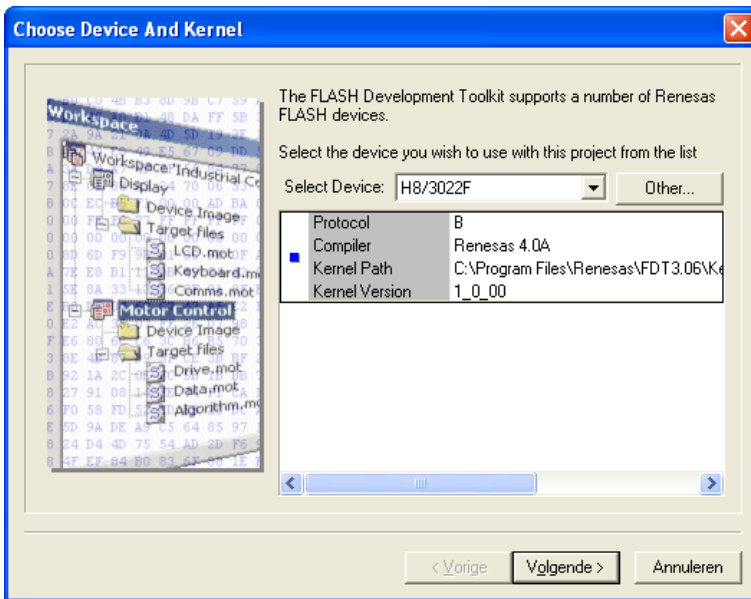 Choose Device And Kernel
The FLASH Development Toolkit supports a number of Renesas
FLASH devices.
Select the device you wish to use with this project from the list
Select Device: H8/3022F Other...
Protocol B
Compiler Renesas 4.0A
Kernel Path C:\Program Files\Renesas\FDT3.06\Ke
Kernel Version 1_0_00
Workspace
Workspace "Industrial Co
Display
Device Image
Target files
LCD.mot
Keyboard.m
Comms.mot
Motor Control
Device Image
Target files
Drive.mot
Data.mot
Algorithm.mo
< Vorige Volgende > Annuleren